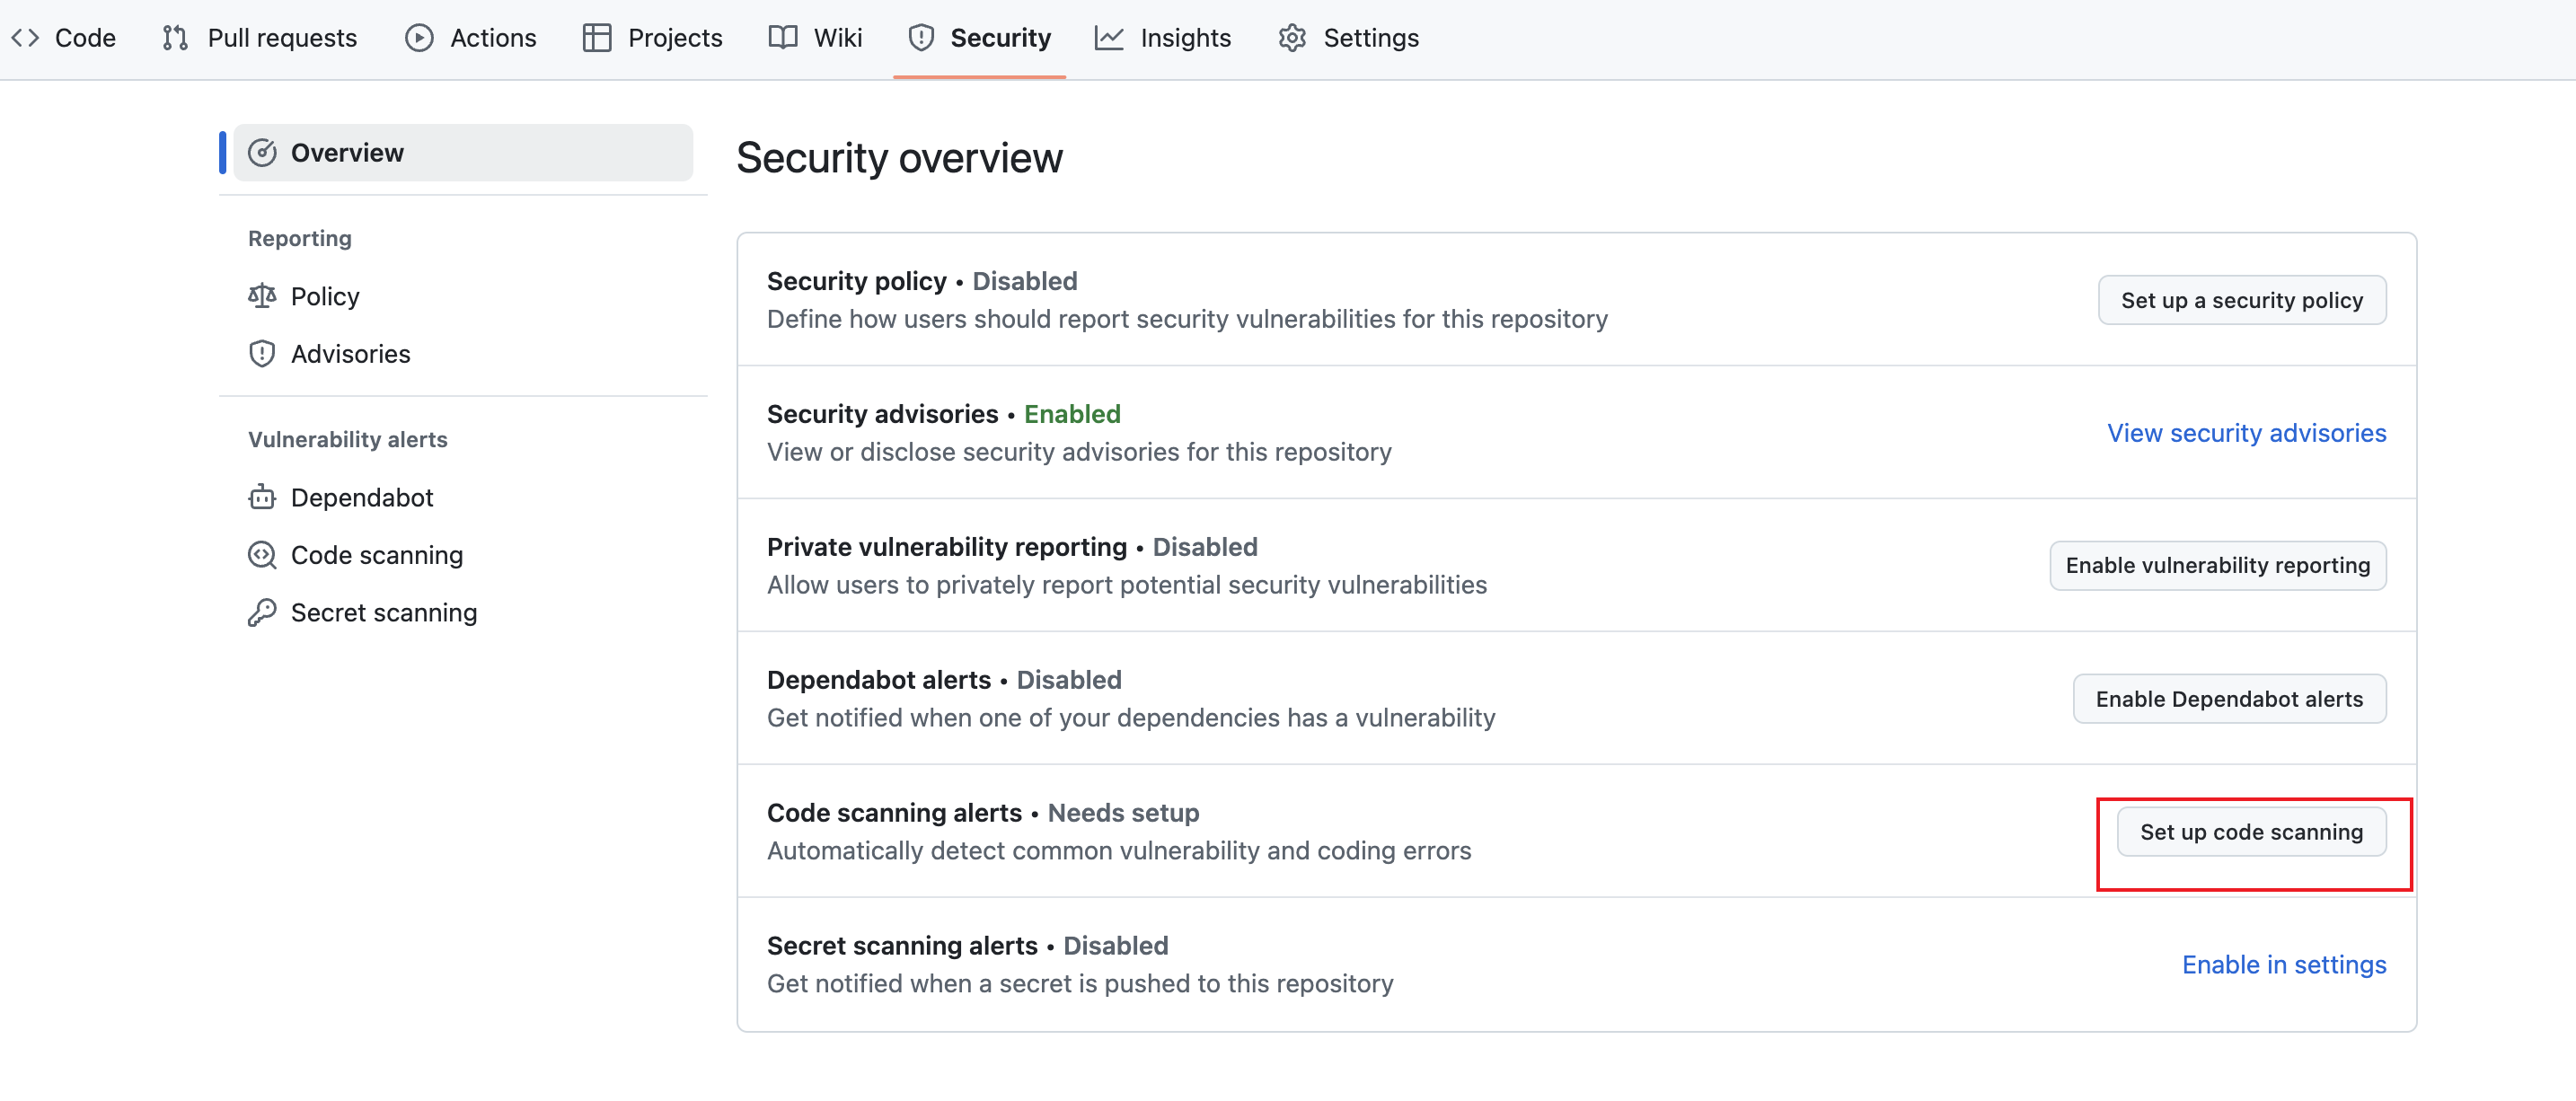 Code Pull requests Actions Projects Wiki Security Insights Settings
Overview
Reporting
Policy
Advisories
Vulnerability alerts
Dependabot
Code scanning
Secret scanning
Security overview
Security policy • Disabled
Define how users should report security vulnerabilities for this repository
Set up a security policy
Security advisories • Enabled
View or disclose security advisories for this repository
View security advisories
Private vulnerability reporting • Disabled
Allow users to privately report potential security vulnerabilities
Enable vulnerability reporting
Dependabot alerts • Disabled
Get notified when one of your dependencies has a vulnerability
Enable Dependabot alerts
Code scanning alerts • Needs setup
Automatically detect common vulnerability and coding errors
Set up code scanning
Secret scanning alerts • Disabled
Get notified when a secret is pushed to this repository
Enable in settings